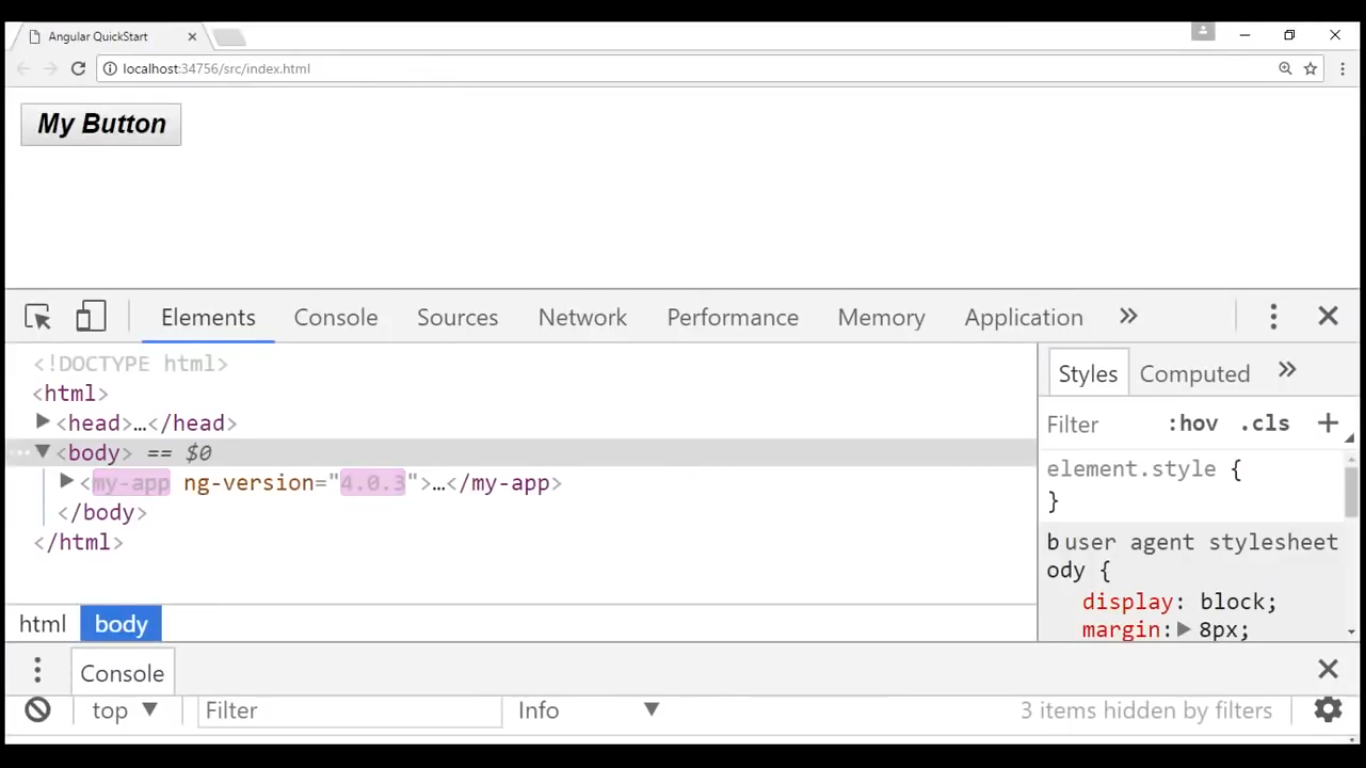 Angular QuickStart
localhost:34756/src/index.html
My Button
Elements Console Sources Network Performance Memory Application »
<!DOCTYPE html>
<html>
<head>…</head>
<body> == $0
<my-app ng-version="4.0.3">…</my-app>
</body>
</html>
html body
Styles Computed »
Filter :hov .cls +
element.style {
}
b user agent stylesheet
ody {
display: block;
margin: 8px;
Console
top Filter Info 3 items hidden by filters